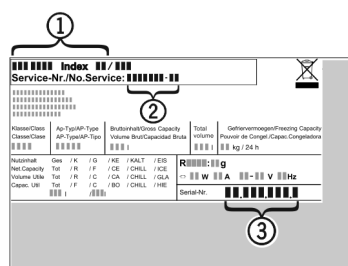 1
Index /
Service-Nr./No.Service: -
2
Klasse/Class Ap-Typ/AP-Type Bruttoinhalt/Gross Capacity Total Gefriervermoegen/Freezing Capacity
Classe/Clase AP-Type/AP-Tipo Volume Brut/Capacidad Bruta volume Pouvoir de Congel./Capac.Congeladora
l l kg / 24 h
Nutzinhalt Ges / K / G / KE / KALT / EIS
Net.Capacity Tot / R / F / CE / CHILL / ICE
Volume Utile Tot / R / C / CA / CHILL / GLA
Capac. Util Tot / F / C / BO / CHILL / HIE
l / l
R : g
W A - V Hz
Serial-Nr. . . .
3